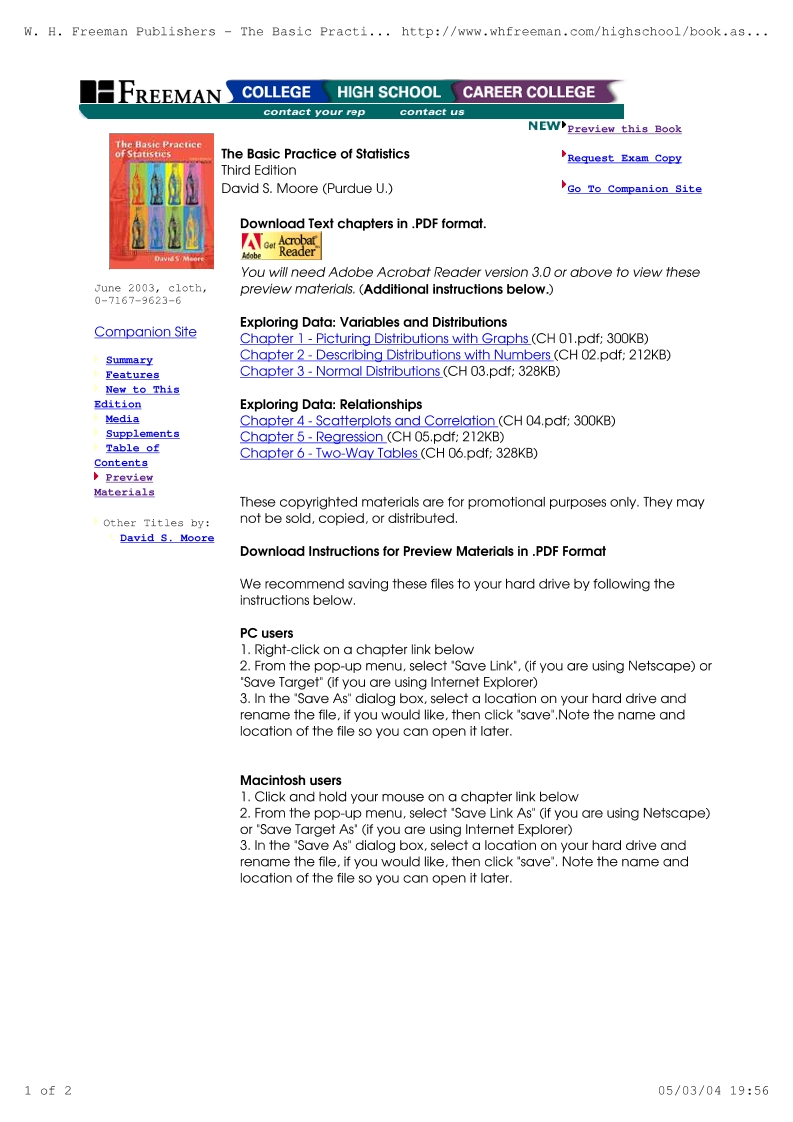 W. H. Freeman Publishers - The Basic Practi... http://www.whfreeman.com/highschool/book.as...
FREEMAN COLLEGE HIGH SCHOOL CAREER COLLEGE
contact your rep contact us
NEW Preview this Book
Request Exam Copy
Go To Companion Site
The Basic Practice of Statistics
David S. Moore
The Basic Practice of Statistics
Third Edition
David S. Moore (Purdue U.)
June 2003, cloth,
0-7167-9623-6
Companion Site
Summary
Features
New to This
Edition
Media
Supplements
Table of
Contents
Preview
Materials
Other Titles by:
David S. Moore
Download Text chapters in .PDF format.
Adobe Get Acrobat Reader
You will need Adobe Acrobat Reader version 3.0 or above to view these
preview materials. (Additional instructions below.)
Exploring Data: Variables and Distributions
Chapter 1 - Picturing Distributions with Graphs (CH 01.pdf; 300KB)
Chapter 2 - Describing Distributions with Numbers (CH 02.pdf; 212KB)
Chapter 3 - Normal Distributions (CH 03.pdf; 328KB)
Exploring Data: Relationships
Chapter 4 - Scatterplots and Correlation (CH 04.pdf; 300KB)
Chapter 5 - Regression (CH 05.pdf; 212KB)
Chapter 6 - Two-Way Tables (CH 06.pdf; 328KB)
These copyrighted materials are for promotional purposes only. They may
not be sold, copied, or distributed.
Download Instructions for Preview Materials in .PDF Format
We recommend saving these files to your hard drive by following the
instructions below.
PC users
1. Right-click on a chapter link below
2. From the pop-up menu, select "Save Link", (if you are using Netscape) or
"Save Target" (if you are using Internet Explorer)
3. In the "Save As" dialog box, select a location on your hard drive and
rename the file, if you would like, then click "save".Note the name and
location of the file so you can open it later.
Macintosh users
1. Click and hold your mouse on a chapter link below
2. From the pop-up menu, select "Save Link As" (if you are using Netscape)
or "Save Target As" (if you are using Internet Explorer)
3. In the "Save As" dialog box, select a location on your hard drive and
rename the file, if you would like, then click "save". Note the name and
location of the file so you can open it later.
1 of 2 05/03/04 19:56